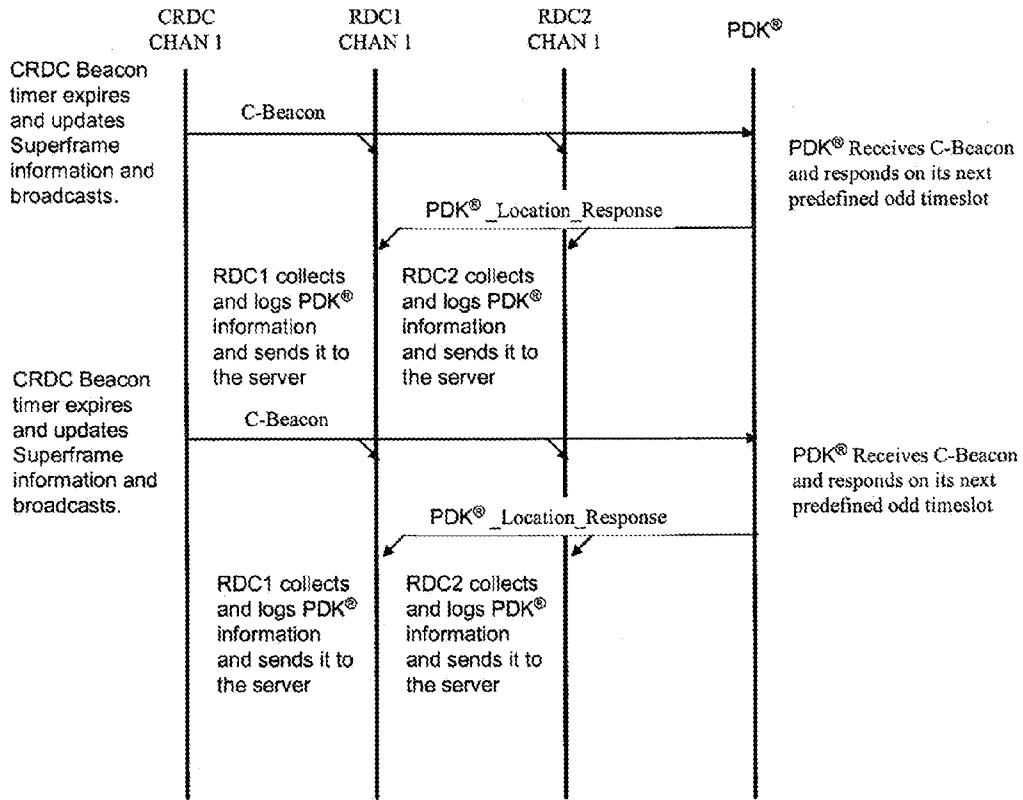 CRDC
CHAN 1
RDC1
CHAN 1
RDC2
CHAN 1
PDK®
CRDC Beacon
timer expires
and updates
Superframe
information and
broadcasts.
C-Beacon
PDK® Receives C-Beacon
and responds on its next
predefined odd timeslot
PDK® _Location_Response
RDC1 collects
and logs PDK®
information
and sends it to
the server
RDC2 collects
and logs PDK®
information
and sends it to
the server
CRDC Beacon
timer expires
and updates
Superframe
information and
broadcasts.
C-Beacon
PDK® Receives C-Beacon
and responds on its next
predefined odd timeslot
PDK® _Location_Response
RDC1 collects
and logs PDK®
information
and sends it to
the server
RDC2 collects
and logs PDK®
information
and sends it to
the server